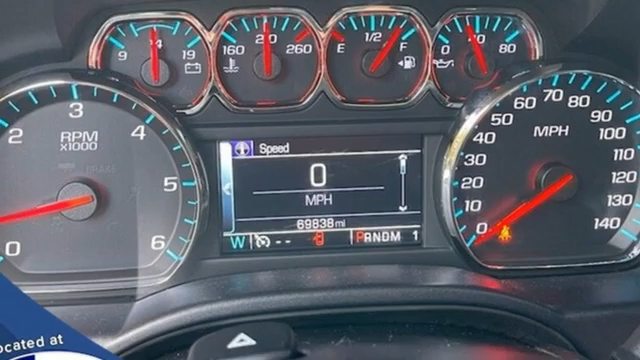 9 14 19
160 210 260
E 1/2 F
0 40 80
RPM
x1000
0 2 3 4 5 6
MPH
0 10 20 30 40 50 60 70 80 90 100 110 120 130 140
Speed
0
MPH
69838 mi
W -- PRNDM 1
ocated at